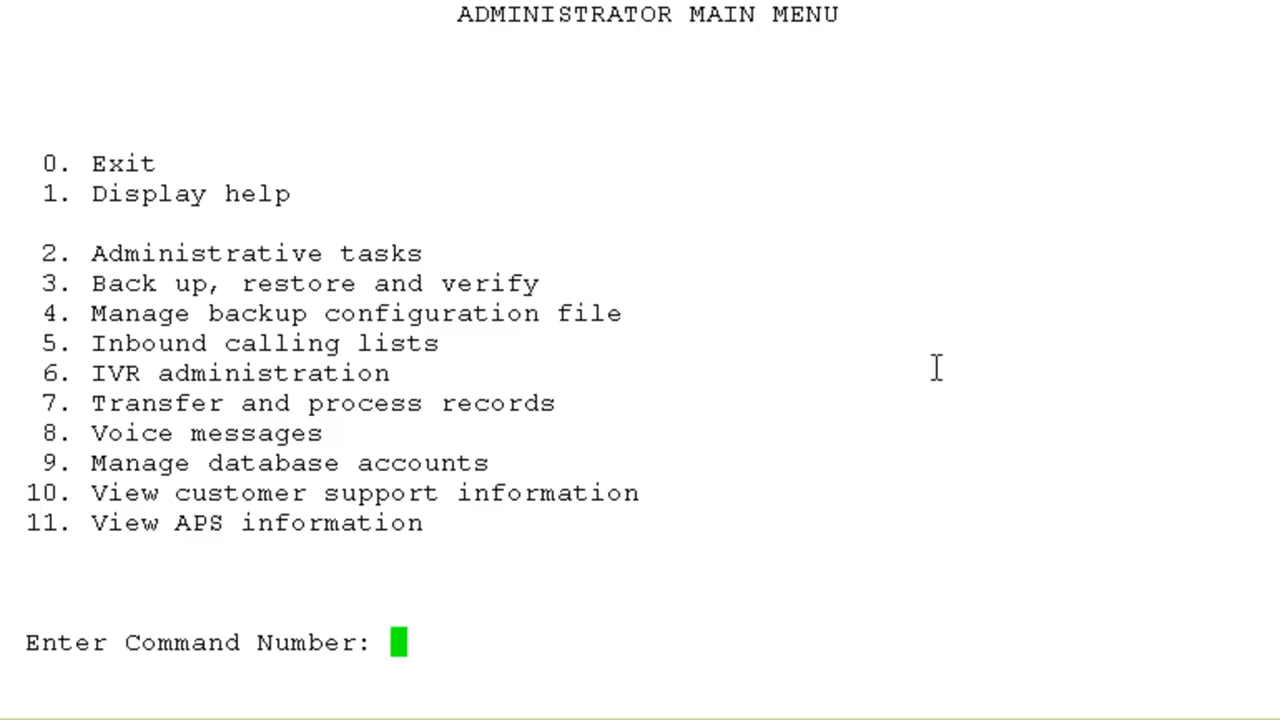 ADMINISTRATOR MAIN MENU
0. Exit
1. Display help
2. Administrative tasks
3. Back up, restore and verify
4. Manage backup configuration file
5. Inbound calling lists
6. IVR administration
7. Transfer and process records
8. Voice messages
9. Manage database accounts
10. View customer support information
11. View APS information
Enter Command Number: